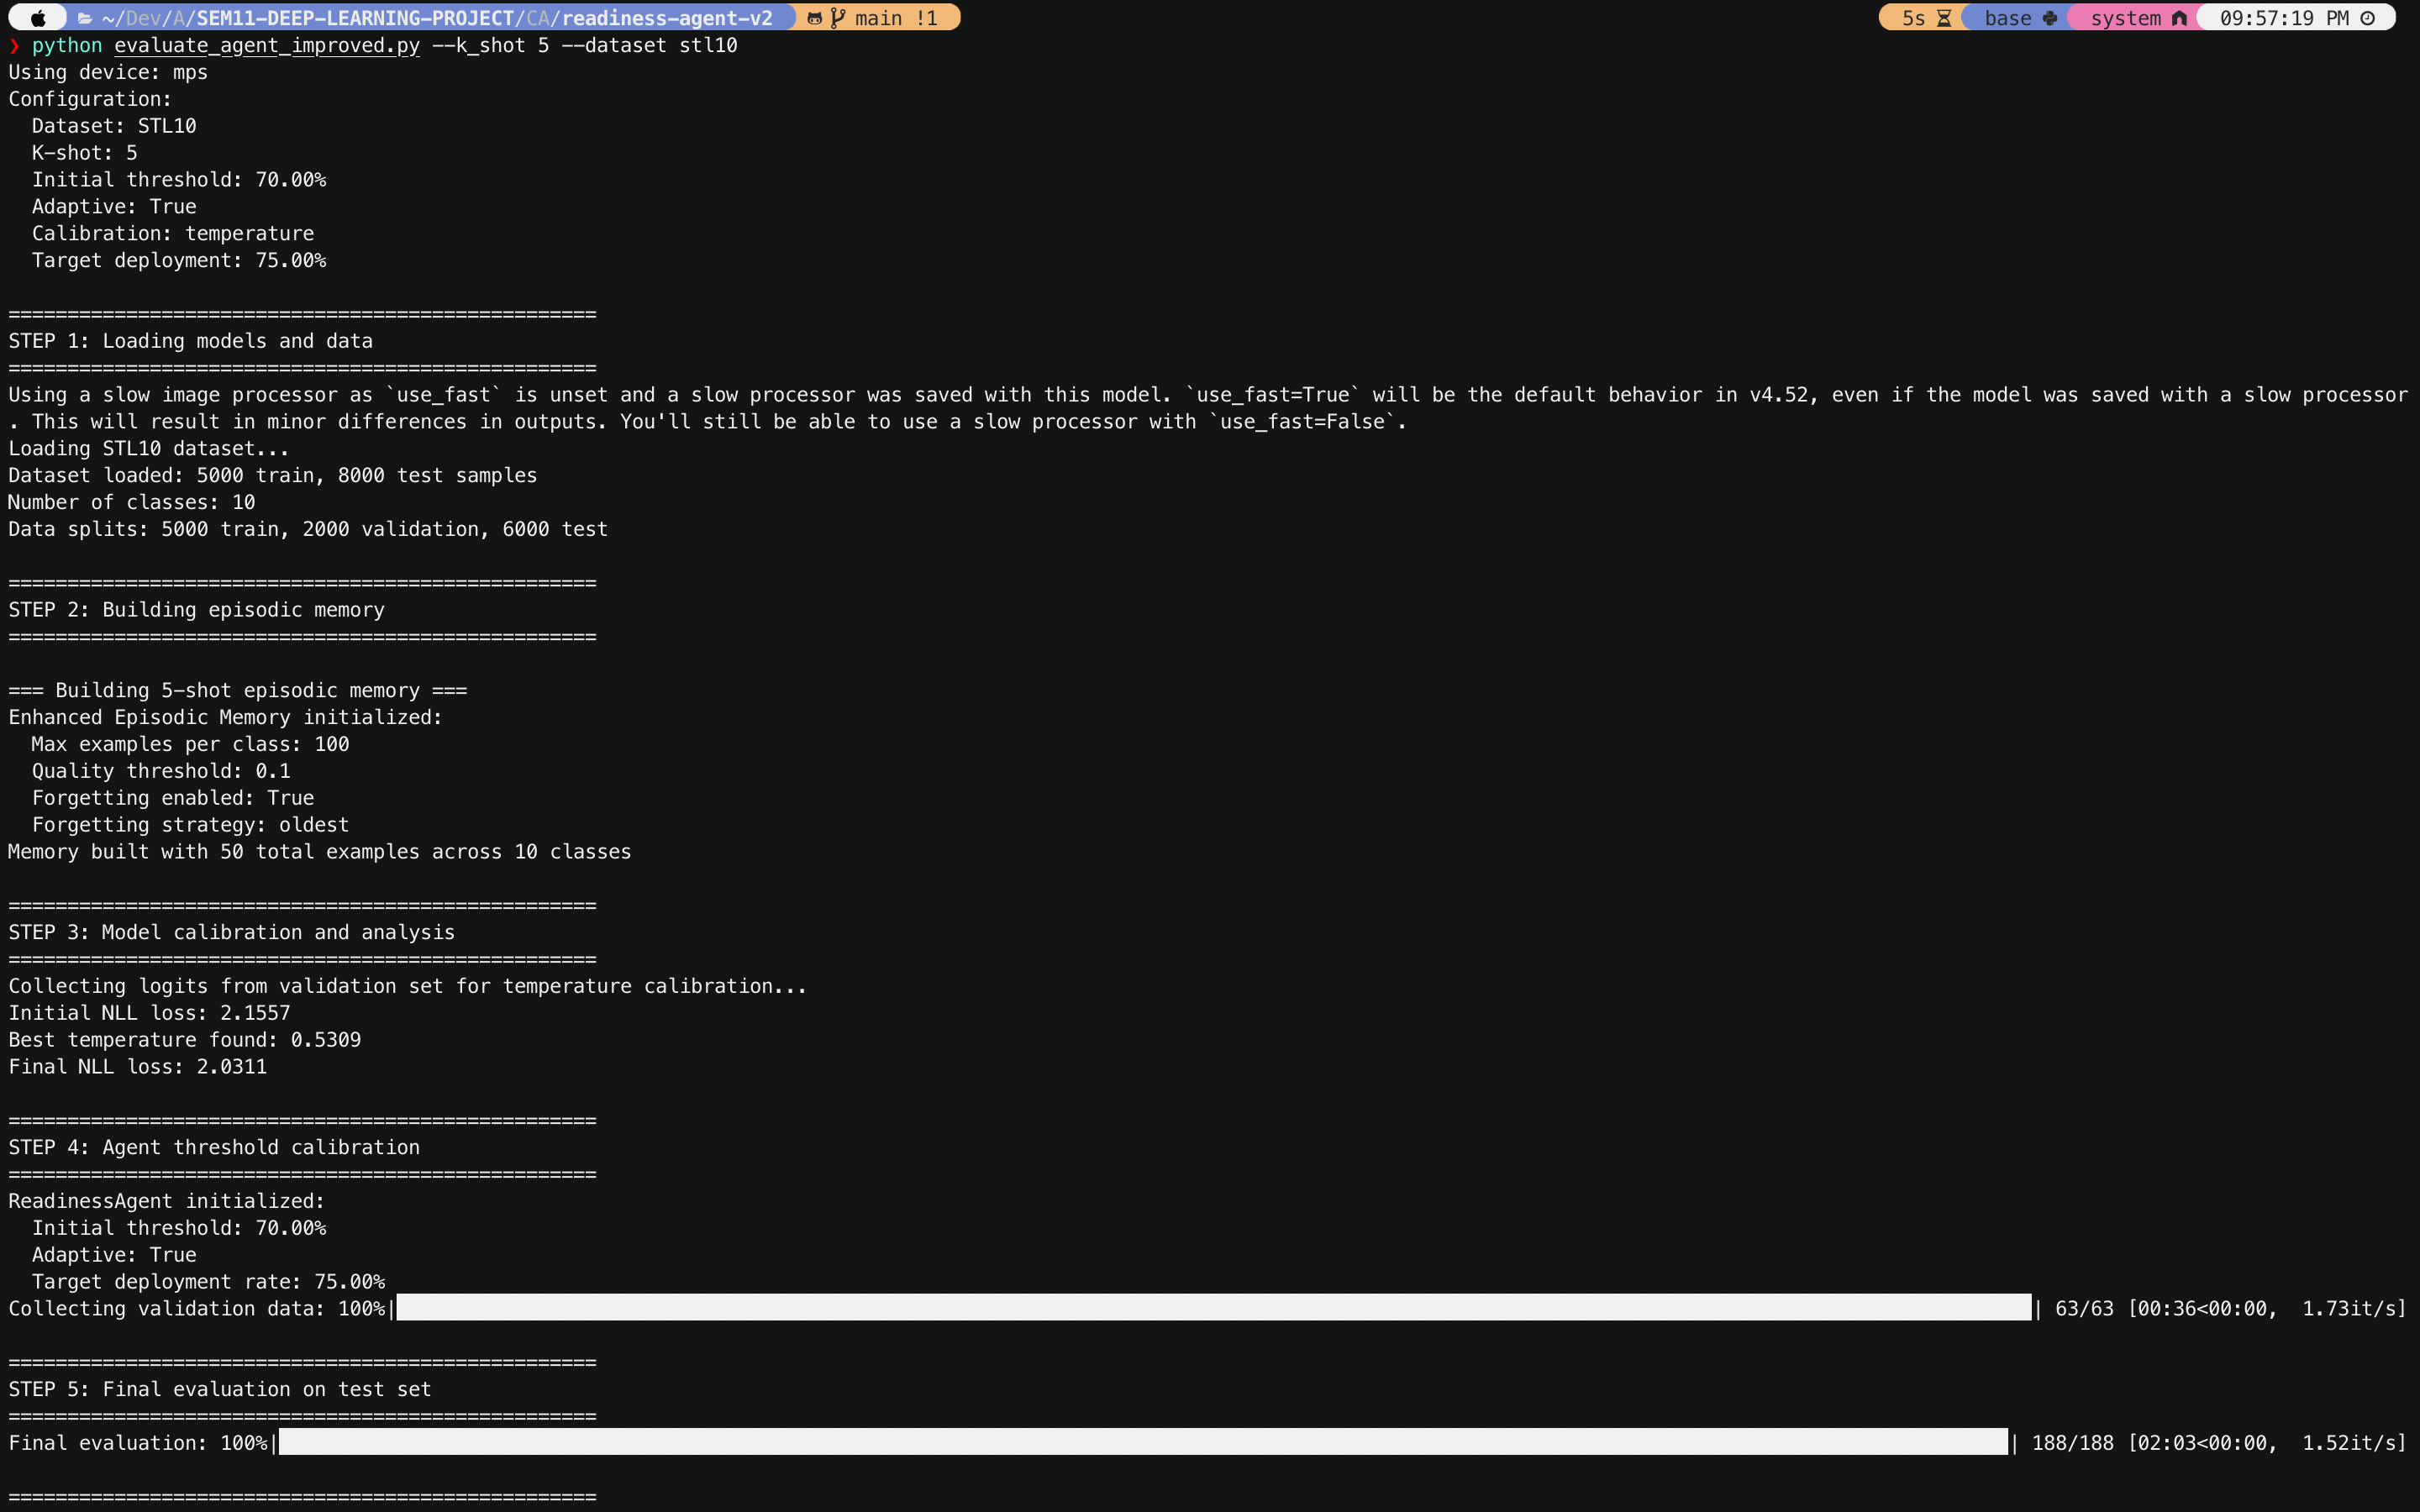 ~/Dev/A/SEM11-DEEP-LEARNING-PROJECT/CA/readiness-agent-v2 main !1 5s base system 09:57:19 PM
❯ python evaluate_agent_improved.py --k_shot 5 --dataset stl10
Using device: mps
Configuration:
  Dataset: STL10
  K-shot: 5
  Initial threshold: 70.00%
  Adaptive: True
  Calibration: temperature
  Target deployment: 75.00%
==================================================
STEP 1: Loading models and data
==================================================
Using a slow image processor as `use_fast` is unset and a slow processor was saved with this model. `use_fast=True` will be the default behavior in v4.52, even if the model was saved with a slow processor
. This will result in minor differences in outputs. You'll still be able to use a slow processor with `use_fast=False`.
Loading STL10 dataset...
Dataset loaded: 5000 train, 8000 test samples
Number of classes: 10
Data splits: 5000 train, 2000 validation, 6000 test
==================================================
STEP 2: Building episodic memory
==================================================
=== Building 5-shot episodic memory ===
Enhanced Episodic Memory initialized:
  Max examples per class: 100
  Quality threshold: 0.1
  Forgetting enabled: True
  Forgetting strategy: oldest
Memory built with 50 total examples across 10 classes
==================================================
STEP 3: Model calibration and analysis
==================================================
Collecting logits from validation set for temperature calibration...
Initial NLL loss: 2.1557
Best temperature found: 0.5309
Final NLL loss: 2.0311
==================================================
STEP 4: Agent threshold calibration
==================================================
ReadinessAgent initialized:
  Initial threshold: 70.00%
  Adaptive: True
  Target deployment rate: 75.00%
Collecting validation data: 100%| | 63/63 [00:36<00:00,  1.73it/s]
==================================================
STEP 5: Final evaluation on test set
==================================================
Final evaluation: 100%| | 188/188 [02:03<00:00,  1.52it/s]
==================================================